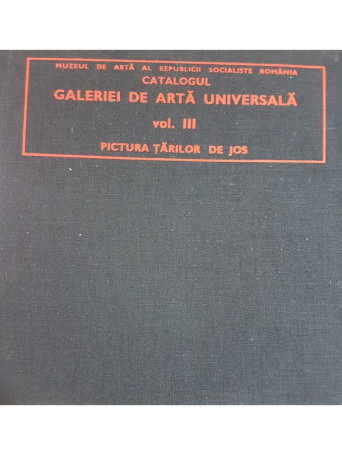 MUZEUL DE ARTĂ AL REPUBLICII SOCIALISTE ROMÂNIA
CATALOGUL
GALERIEI DE ARTĂ UNIVERSALĂ
vol. III
PICTURA ȚĂRILOR DE JOS